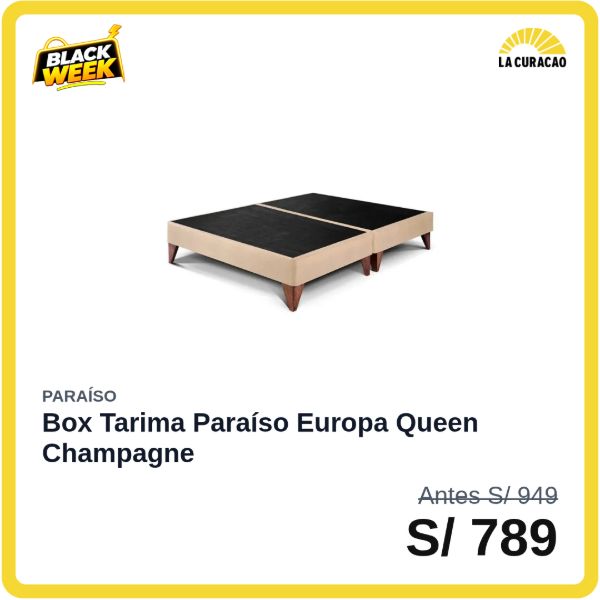 BLACK
WEEK
LA CURACAO
PARAÍSO
Box Tarima Paraíso Europa Queen
Champagne
Antes S/ 949
S/ 789